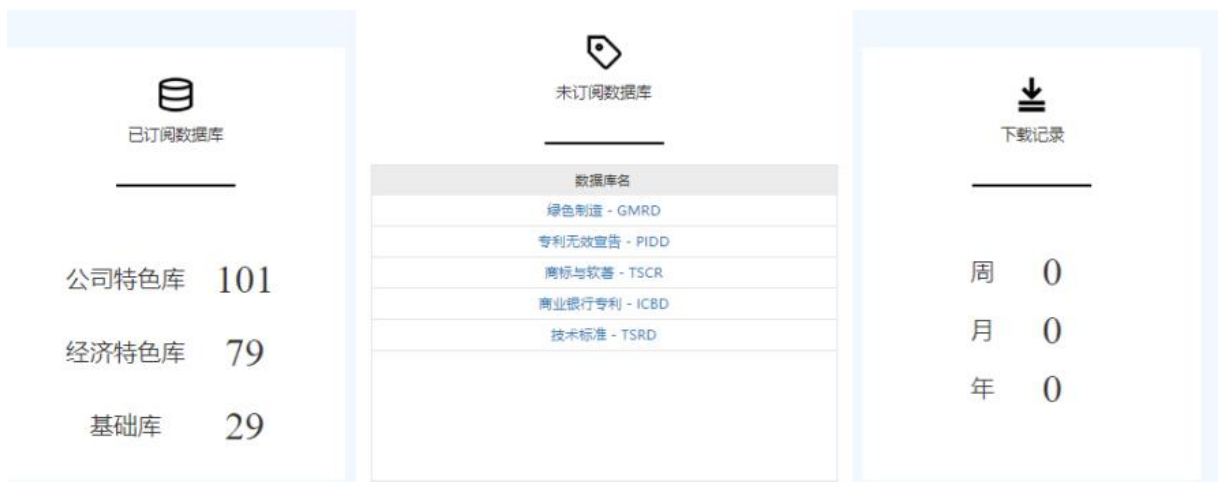 已订阅数据库
公司特色库 101
经济特色库 79
基础库 29
未订阅数据库
数据库名
绿色制造 - GMRD
专利无效宣告 - PIDD
商标与软著 - TSCR
商业银行专利 - ICBD
技术标准 - TSRD
下载记录
周 0
月 0
年 0